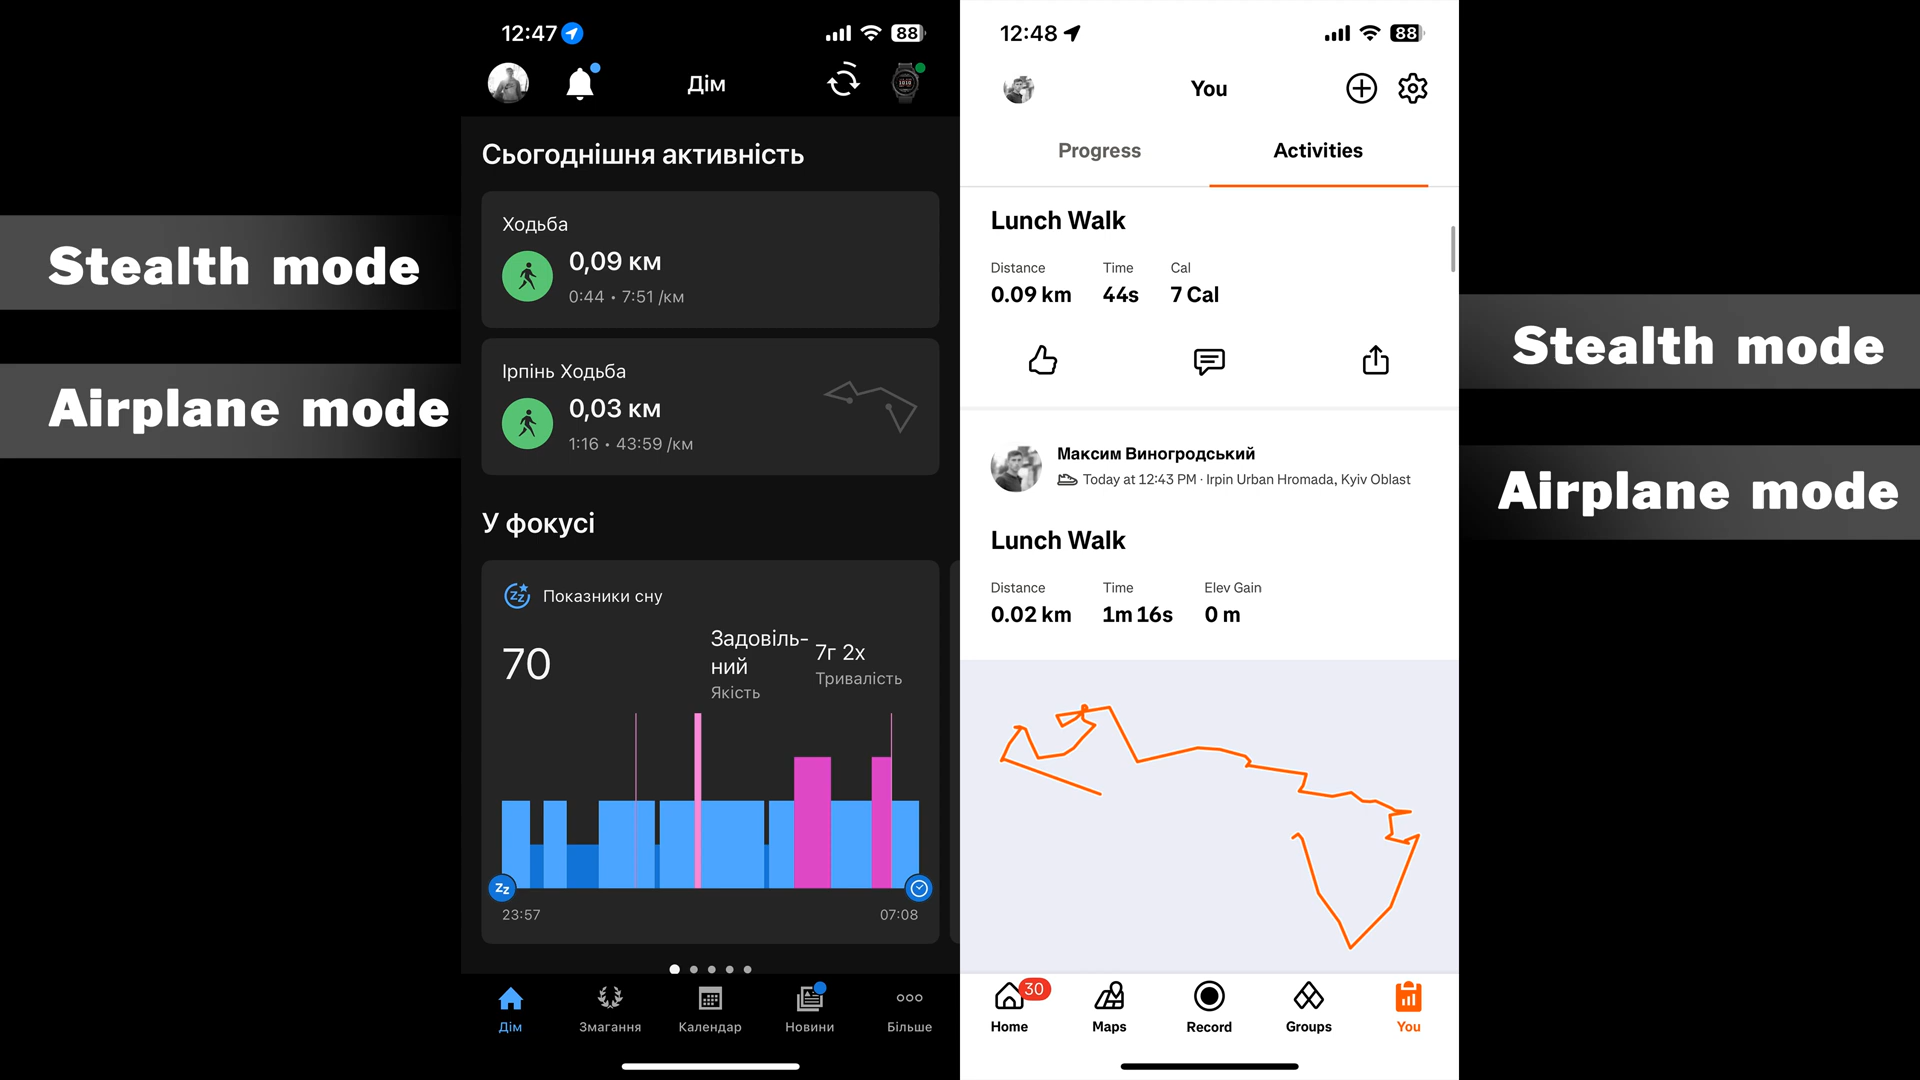 Stealth mode
Airplane mode
12:47
88
Дім
Сьогоднішня активність
Ходьба
0,09 км
0:44 • 7:51 /км
Ірпінь Ходьба
0,03 км
1:16 • 43:59 /км
У фокусі
Показники сну
70
Задовіль-
ний
Якість
7г 2х
Тривалість
Zz
23:57
07:08
Дім
Змагання
Календар
Новини
Більше
12:48
88
You
Progress
Activities
Lunch Walk
Distance
Time
Cal
0.09 km
44s
7 Cal
Максим Виногродський
Today at 12:43 PM · Irpin Urban Hromada, Kyiv Oblast
Lunch Walk
Distance
Time
Elev Gain
0.02 km
1m 16s
0 m
30
Home
Maps
Record
Groups
You
Stealth mode
Airplane mode